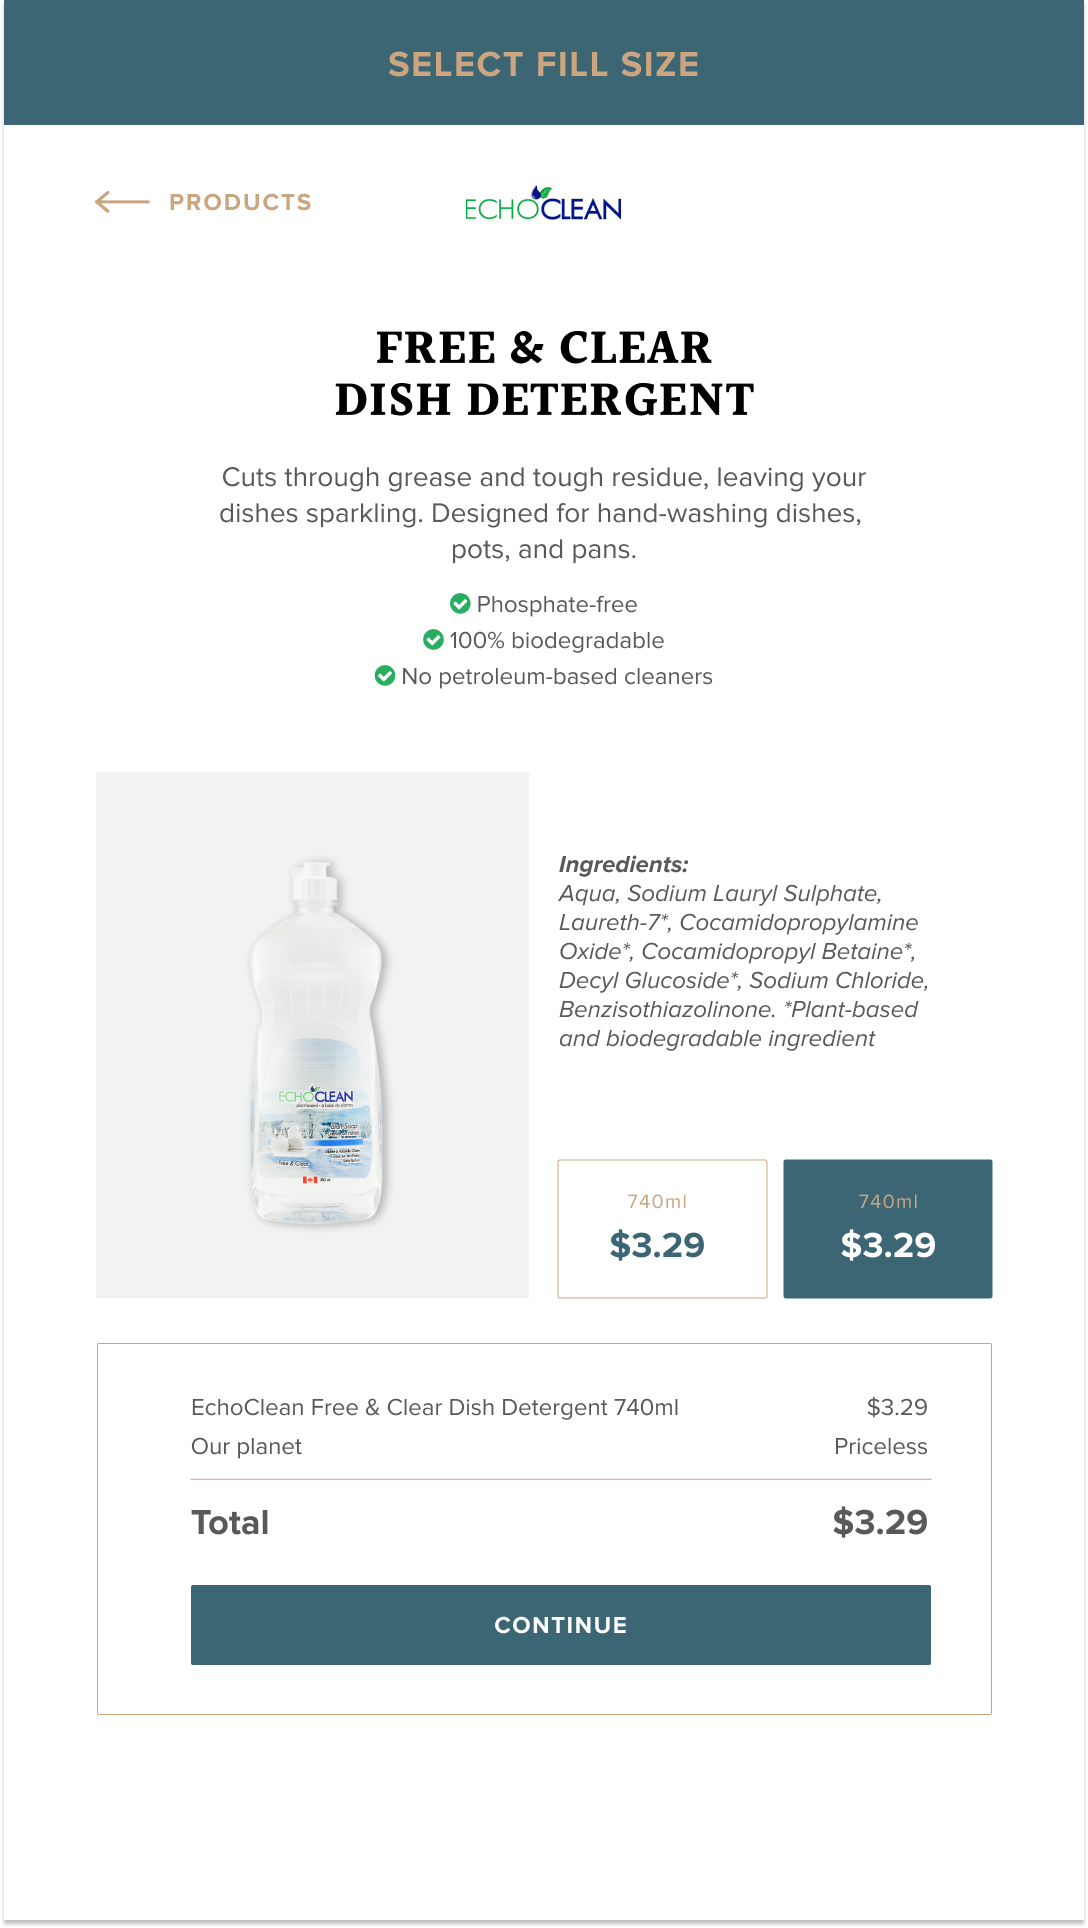 SELECT FILL SIZE
PRODUCTS
ECHOCLEAN
FREE & CLEAR
DISH DETERGENT
Cuts through grease and tough residue, leaving your
dishes sparkling. Designed for hand-washing dishes,
pots, and pans.
Phosphate-free
100% biodegradable
No petroleum-based cleaners
ECHOCLEAN
Dish Soap
Free & Clear
Ingredients:
Aqua, Sodium Lauryl Sulphate,
Laureth-7*, Cocamidopropylamine
Oxide*, Cocamidopropyl Betaine*,
Decyl Glucoside*, Sodium Chloride,
Benzisothiazolinone. *Plant-based
and biodegradable ingredient
740ml
$3.29
740ml
$3.29
EchoClean Free & Clear Dish Detergent 740ml $3.29
Our planet Priceless
Total $3.29
CONTINUE